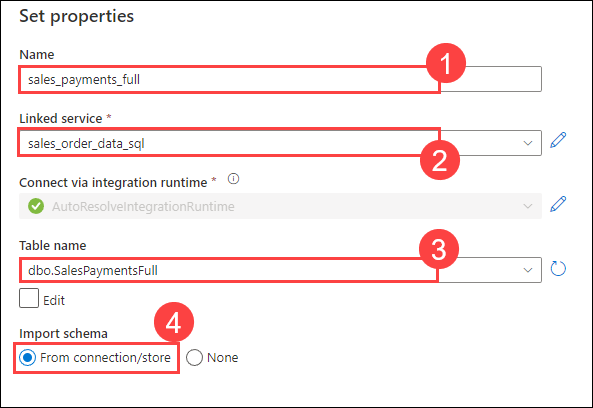 Set properties
Name
1
sales_payments_full
Linked service *
sales_order_data_sql
2
Connect via integration runtime *
AutoResolveIntegrationRuntime
Table name
3
dbo.SalesPaymentsFull
Edit
4
Import schema
From connection/store None